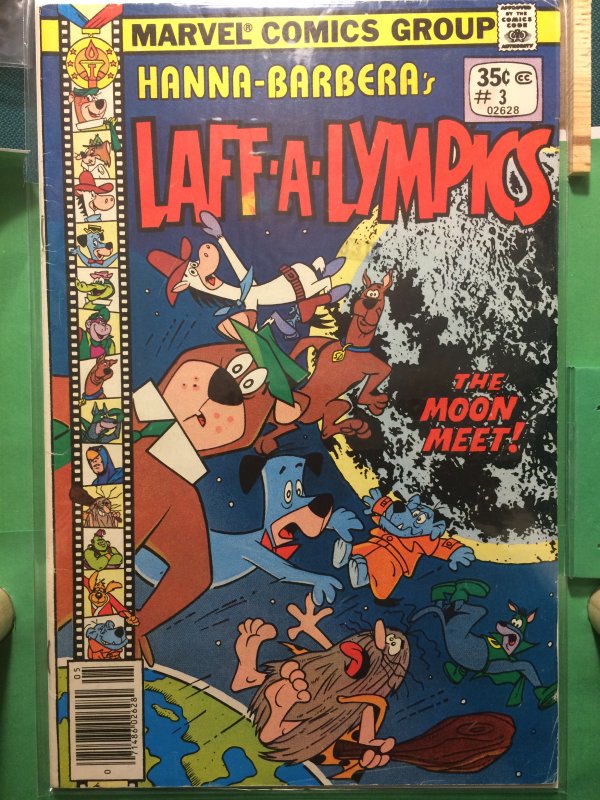 MARVEL® COMICS GROUP
APPROVED
BY THE
COMICS
CODE
AUTHORITY
HANNA-BARBERA's
35¢ CC
#3
02628
LAFF·A·LYMPICS
THE
MOON
MEET!
05
0 71486 02628